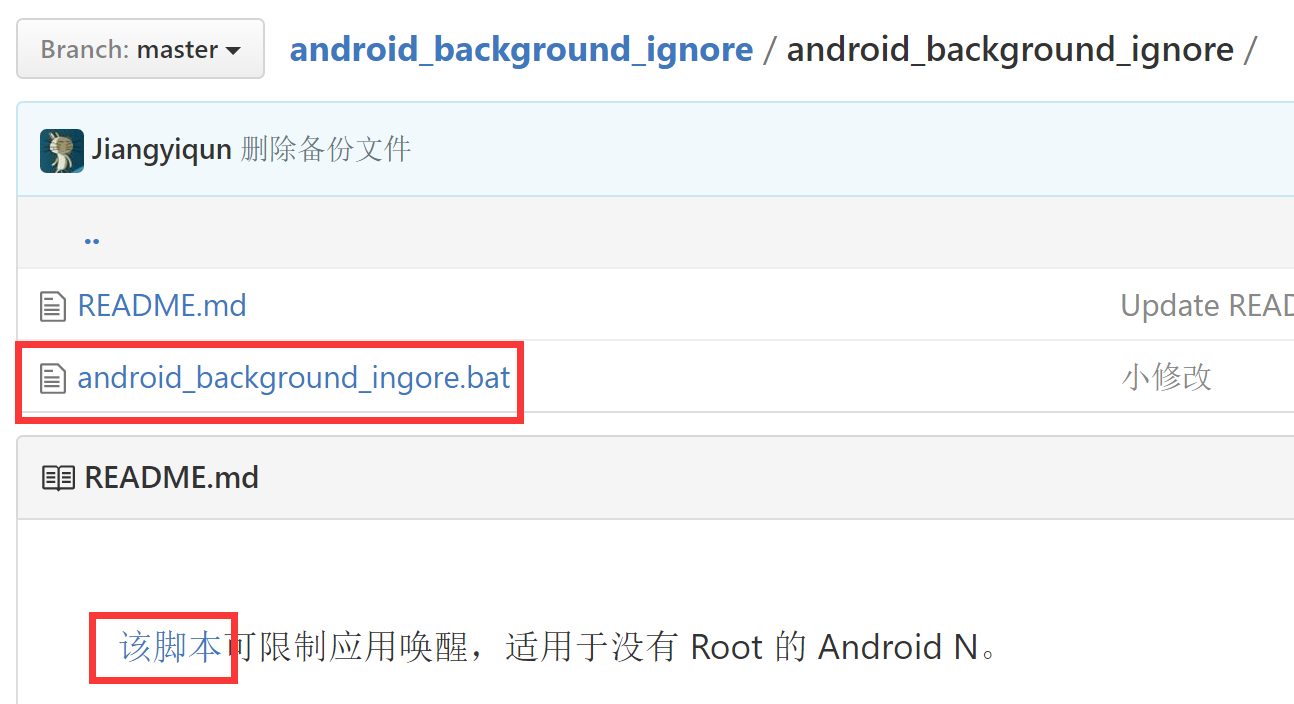 Branch: master
android_background_ignore / android_background_ignore /
Jiangyiqun 删除备份文件
..
README.md Update READ
android_background_ingore.bat 小修改
README.md
该脚本可限制应用唤醒，适用于没有 Root 的 Android N。